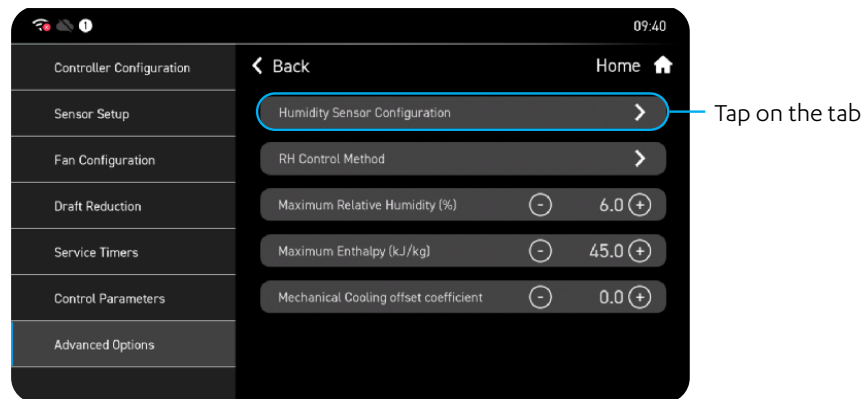 1 09:40
Controller Configuration
Sensor Setup
Fan Configuration
Draft Reduction
Service Timers
Control Parameters
Advanced Options
Back Home
Humidity Sensor Configuration
Tap on the tab
RH Control Method
Maximum Relative Humidity (%) - 6.0 +
Maximum Enthalpy (kJ/kg) - 45.0 +
Mechanical Cooling offset coefficient - 0.0 +